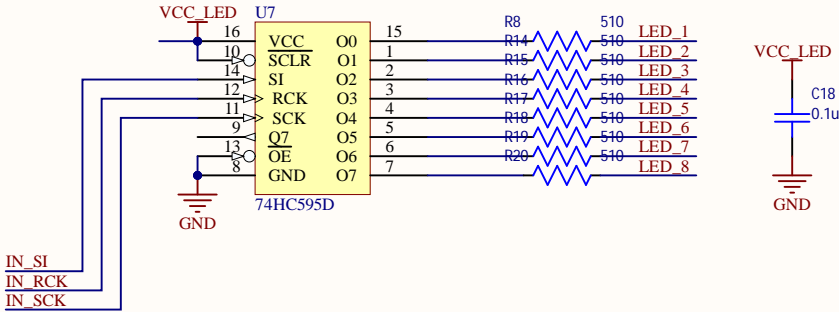 VCC_LED U7
16 VCC O0 15 R8 510 LED_1
10 SCLR O1 1 R14 510 LED_2
14 SI O2 2 R15 510 LED_3
12 RCK O3 3 R16 510 LED_4
11 SCK O4 4 R17 510 LED_5
9 Q7 O5 5 R18 510 LED_6
13 OE O6 6 R19 510 LED_7
8 GND O7 7 R20 510 LED_8
GND 74HC595D
IN_SI
IN_RCK
IN_SCK
VCC_LED
C18
0.1u
GND